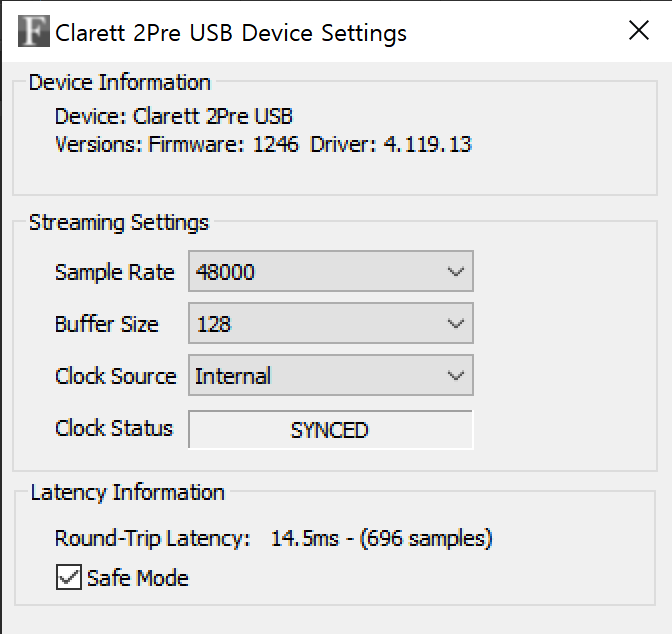 F Clarett 2Pre USB Device Settings
Device Information
Device: Clarett 2Pre USB
Versions: Firmware: 1246 Driver: 4.119.13
Streaming Settings
Sample Rate 48000
Buffer Size 128
Clock Source Internal
Clock Status SYNCED
Latency Information
Round-Trip Latency: 14.5ms - (696 samples)
Safe Mode